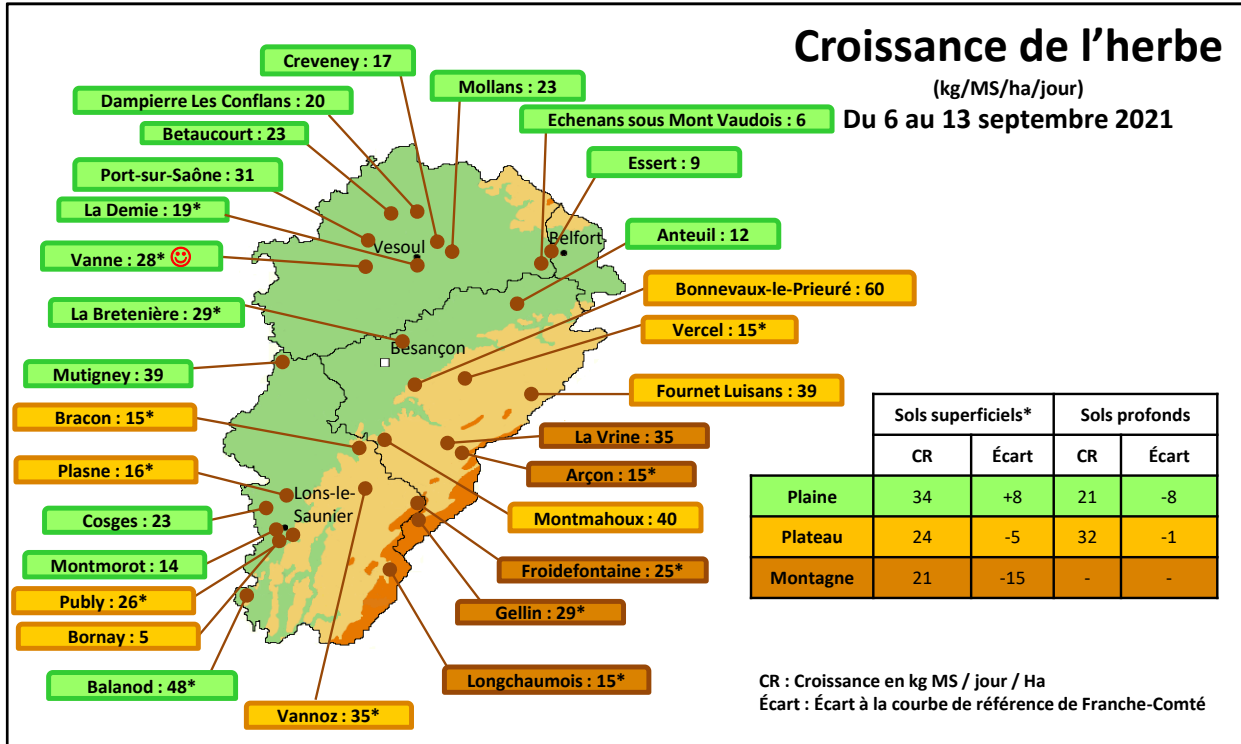 Croissance de l'herbe
(kg/MS/ha/jour)
Du 6 au 13 septembre 2021
Creveney : 17
Mollans : 23
Dampierre Les Conflans : 20
Echenans sous Mont Vaudois : 6
Betaucourt : 23
Essert : 9
Port-sur-Saône : 31
La Demie : 19*
Anteuil : 12
Belfort
Vesoul
Vanne : 28*
Bonnevaux-le-Prieuré : 60
La Bretenière : 29*
Vercel : 15*
Besançon
Mutigney : 39
Fournet Luisans : 39
Bracon : 15*
La Vrine : 35
Plasne : 16*
Arçon : 15*
Lons-le-
Saunier
Cosges : 23
Montmahoux : 40
Montmorot : 14
Froidefontaine : 25*
Publy : 26*
Gellin : 29*
Bornay : 5
Balanod : 48*
Longchaumois : 15*
Vannoz : 35*
Sols superficiels* Sols profonds
CR Écart CR Écart
Plaine 34 +8 21 -8
Plateau 24 -5 32 -1
Montagne 21 -15 - -
CR : Croissance en kg MS / jour / Ha
Écart : Écart à la courbe de référence de Franche-Comté